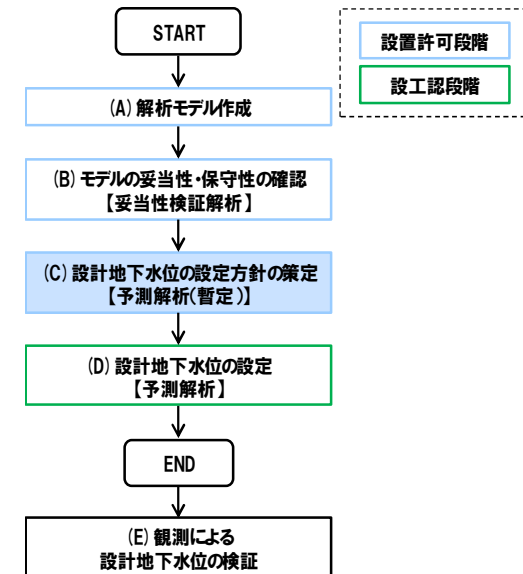 START
設置許可段階
設工認段階
(A) 解析モデル作成
(B) モデルの妥当性・保守性の確認
【妥当性検証解析】
(C) 設計地下水位の設定方針の策定
【予測解析(暫定)】
(D) 設計地下水位の設定
【予測解析】
END
(E) 観測による
設計地下水位の検証